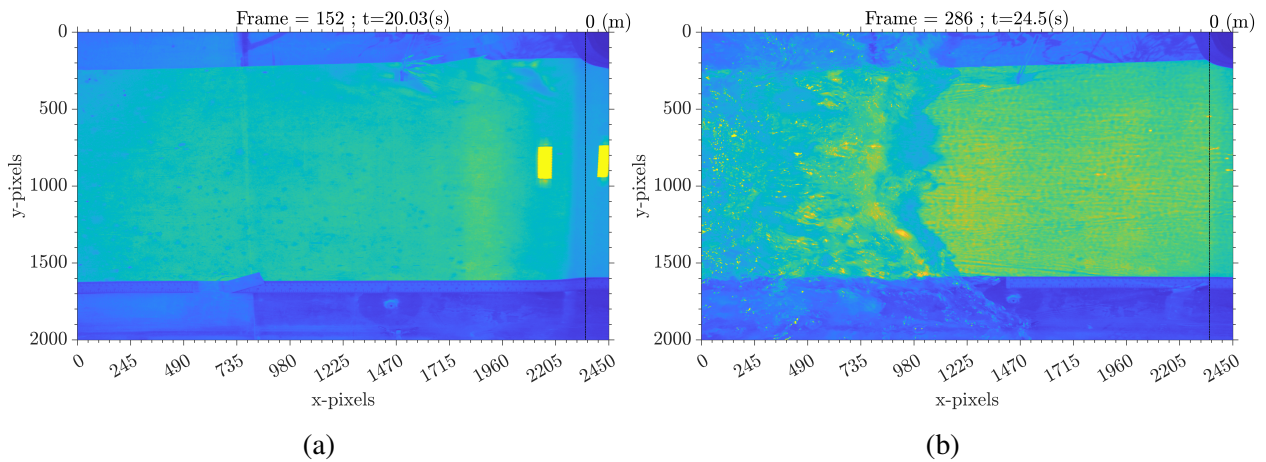 Frame = 152 ; t=20.03(s)
0 (m)
0
500
1000
1500
2000
y-pixels
0 245 490 735 980 1225 1470 1715 1960 2205 2450
x-pixels
(a)
Frame = 286 ; t=24.5(s)
0 (m)
0
500
1000
1500
2000
y-pixels
0 245 490 735 980 1225 1470 1715 1960 2205 2450
x-pixels
(b)